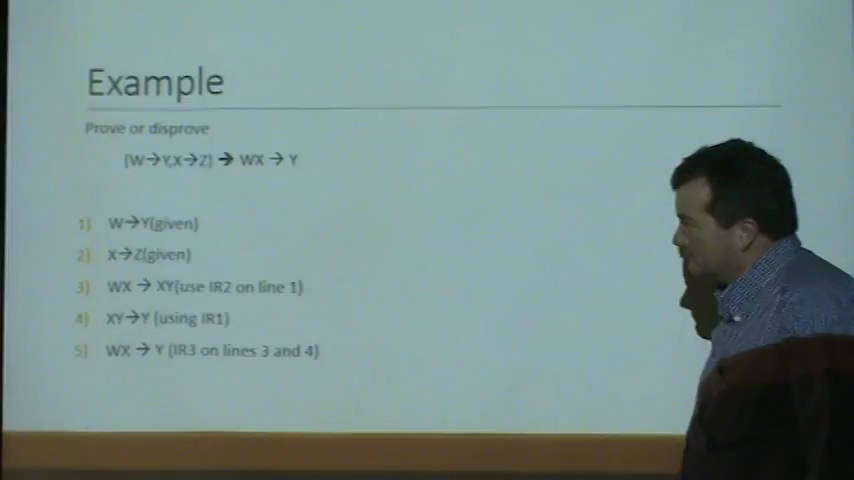 Example
Prove or disprove
{W→Y,X→Z} → WX → Y
1) W→Y(given)
2) X→Z(given)
3) WX → XY(use IR2 on line 1)
4) XY→Y (using IR1)
5) WX → Y (IR3 on lines 3 and 4)